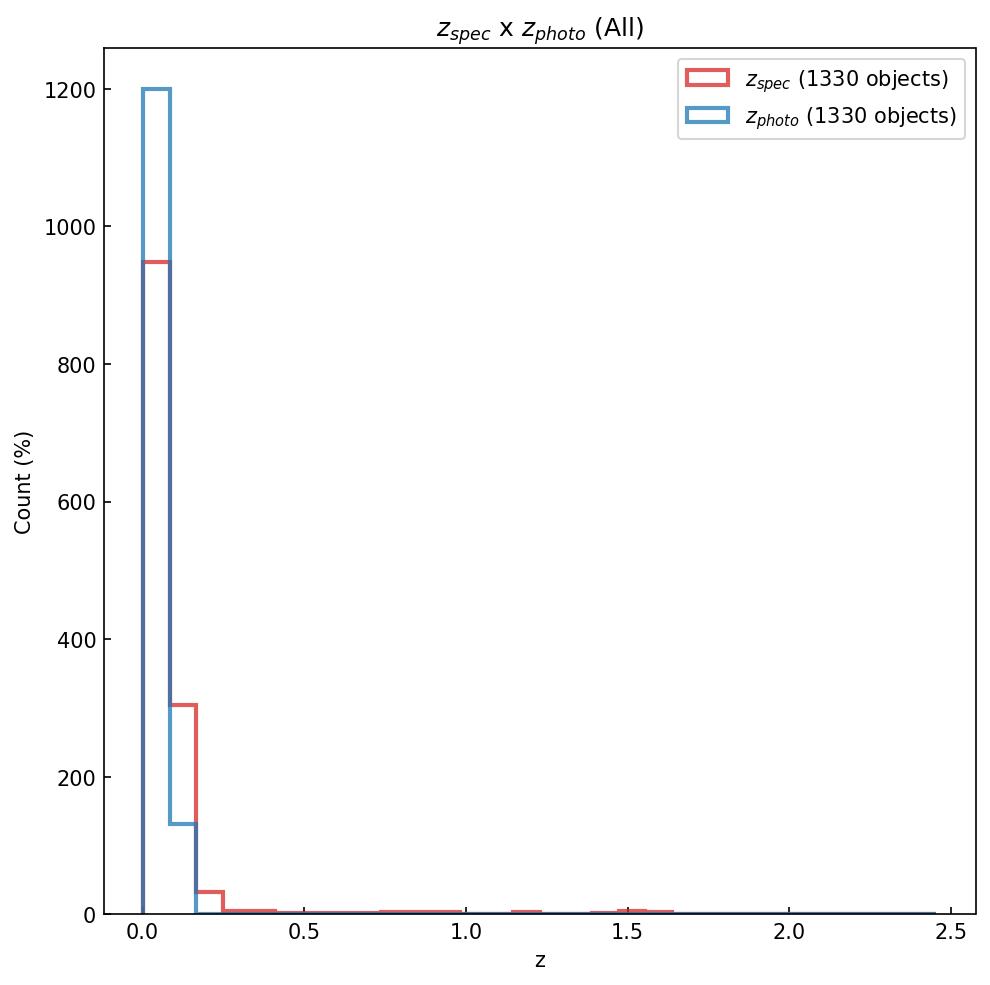 z_spec x z_photo (All)
z_spec (1330 objects)
z_photo (1330 objects)
Count (%)
1200
1000
800
600
400
200
0
0.0 0.5 1.0 1.5 2.0 2.5
z